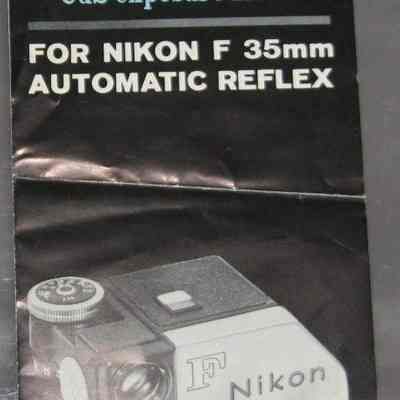 FOR NIKON F 35mm
AUTOMATIC REFLEX
F
Nikon